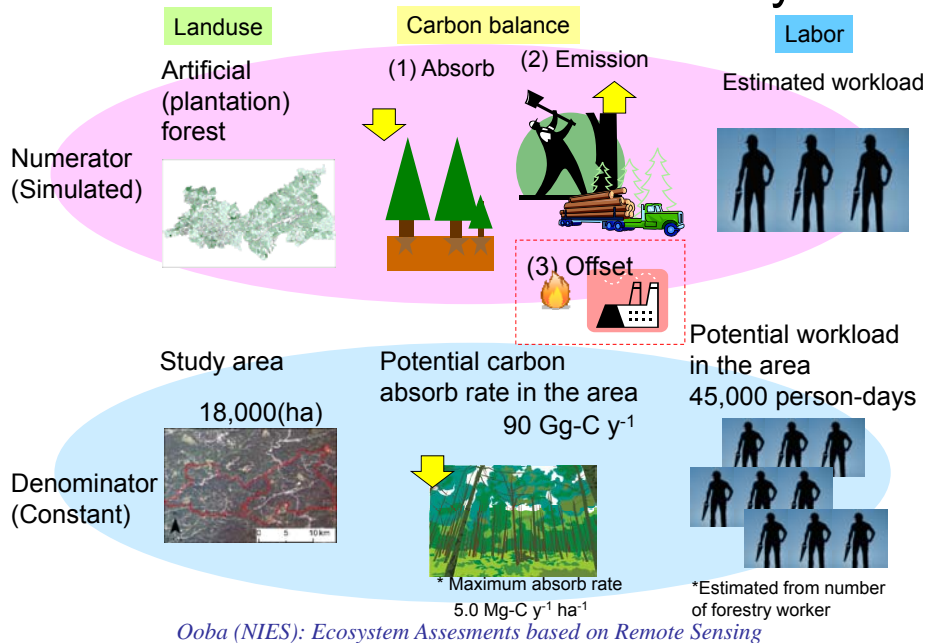 Landuse
Carbon balance
Labor
Artificial
(plantation)
forest
(1) Absorb
(2) Emission
Estimated workload
Numerator
(Simulated)
(3) Offset
Study area
18,000(ha)
Potential carbon
absorb rate in the area
90 Gg-C y⁻¹
Potential workload
in the area
45,000 person-days
Denominator
(Constant)
0 5 10 km
* Maximum absorb rate
5.0 Mg-C y⁻¹ ha⁻¹
*Estimated from number
of forestry worker
Ooba (NIES): Ecosystem Assesments based on Remote Sensing